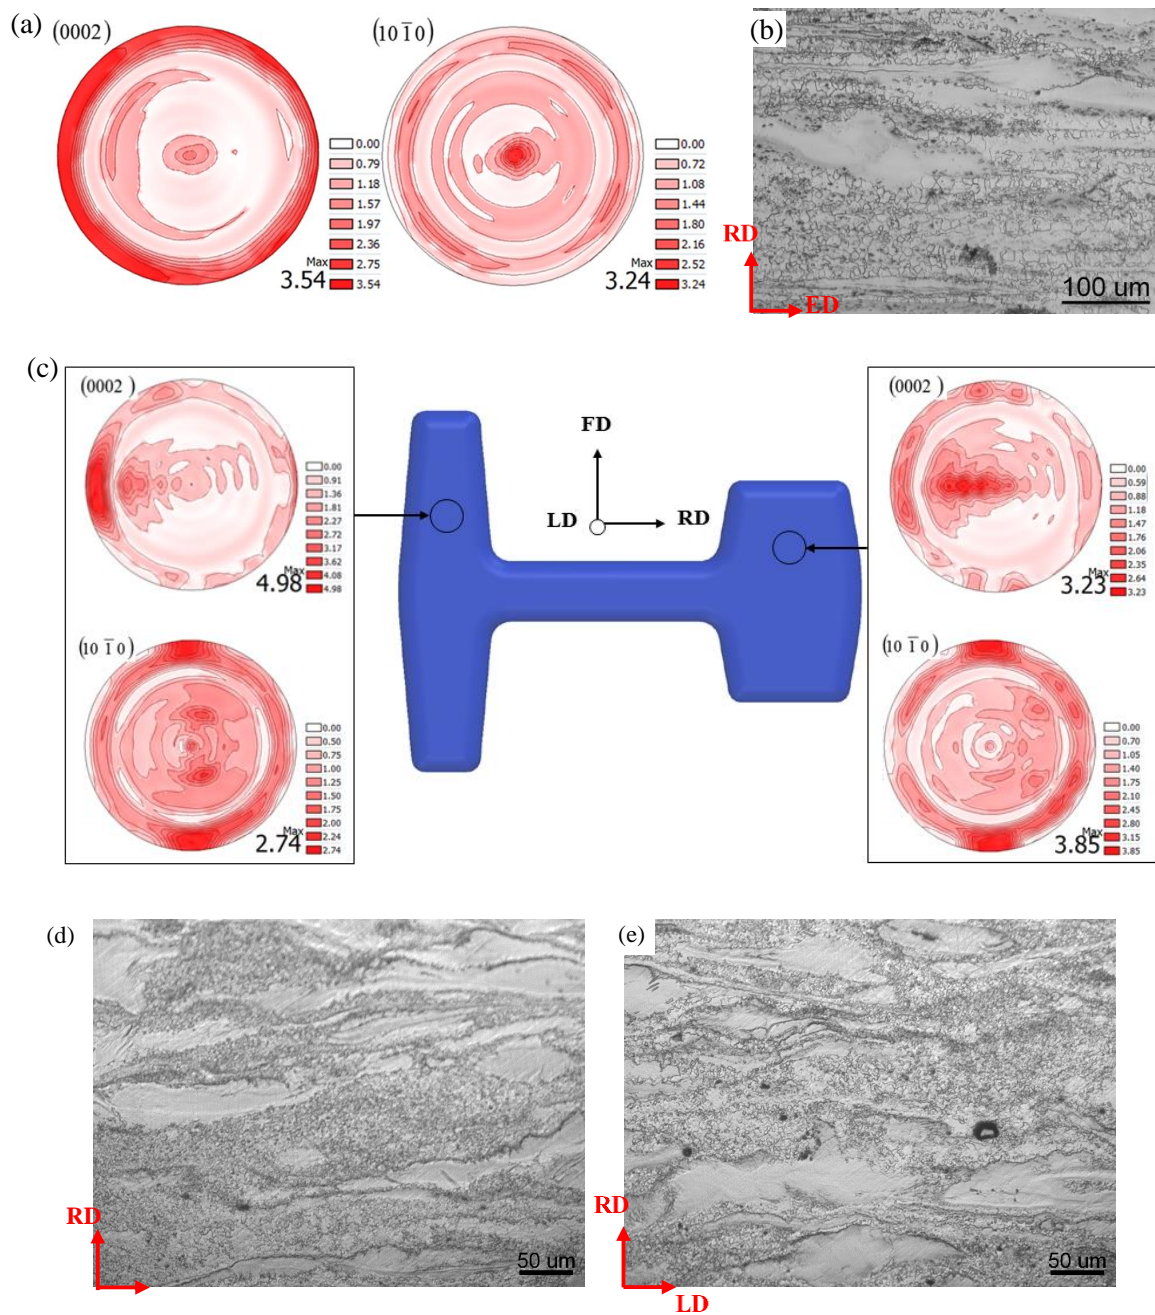 (a)
(0002)
0.00
0.79
1.18
1.57
1.97
2.36
2.75
3.54
Max
3.54
(10 1̅ 0)
0.00
0.72
1.08
1.44
1.80
2.16
2.52
3.24
Max
3.24
(b)
RD
ED
100 um
(c)
(0002 )
0.00
0.91
1.36
1.81
2.27
2.72
3.17
3.62
4.08
4.98
Max
4.98
(10 1̅ 0)
0.00
0.50
0.75
1.00
1.25
1.50
1.75
2.00
2.24
2.74
Max
2.74
FD
LD
RD
(0002 )
0.00
0.59
0.88
1.18
1.47
1.76
2.06
2.35
2.64
3.23
Max
3.23
(10 1̅ 0)
0.00
0.70
1.05
1.40
1.75
2.10
2.45
2.80
3.15
3.85
Max
3.85
(d)
RD
50 um
(e)
RD
LD
50 um